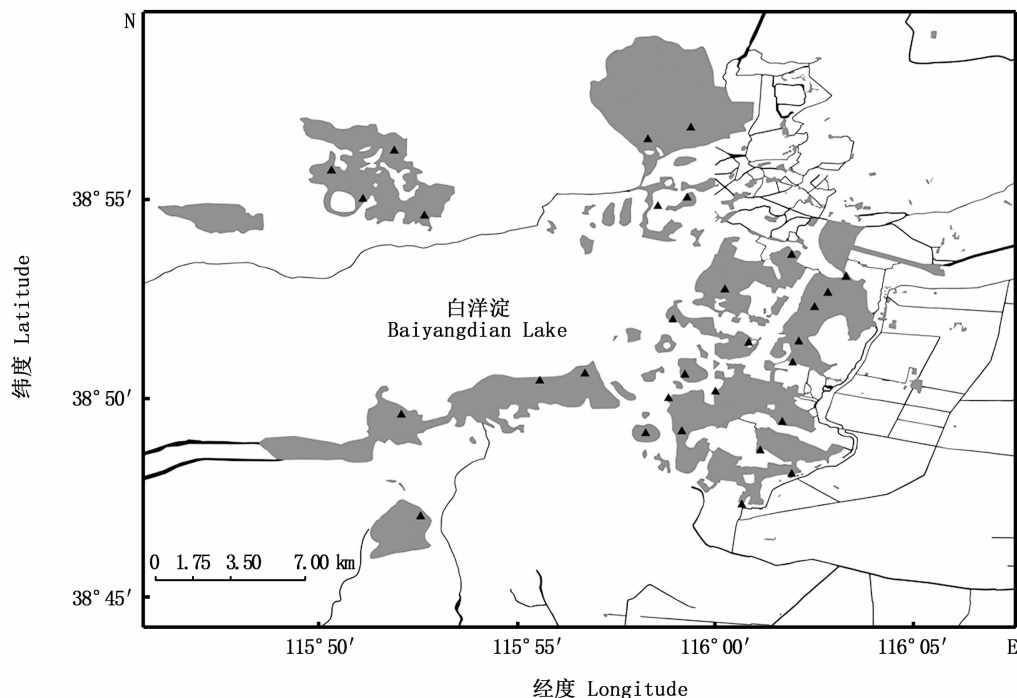 N
38°55′
白洋淀
Baiyangdian Lake
纬度 Latitude
38°50′
0 1.75 3.50 7.00 km
38°45′
115°50′ 115°55′ 116°00′ 116°05′ E
经度 Longitude